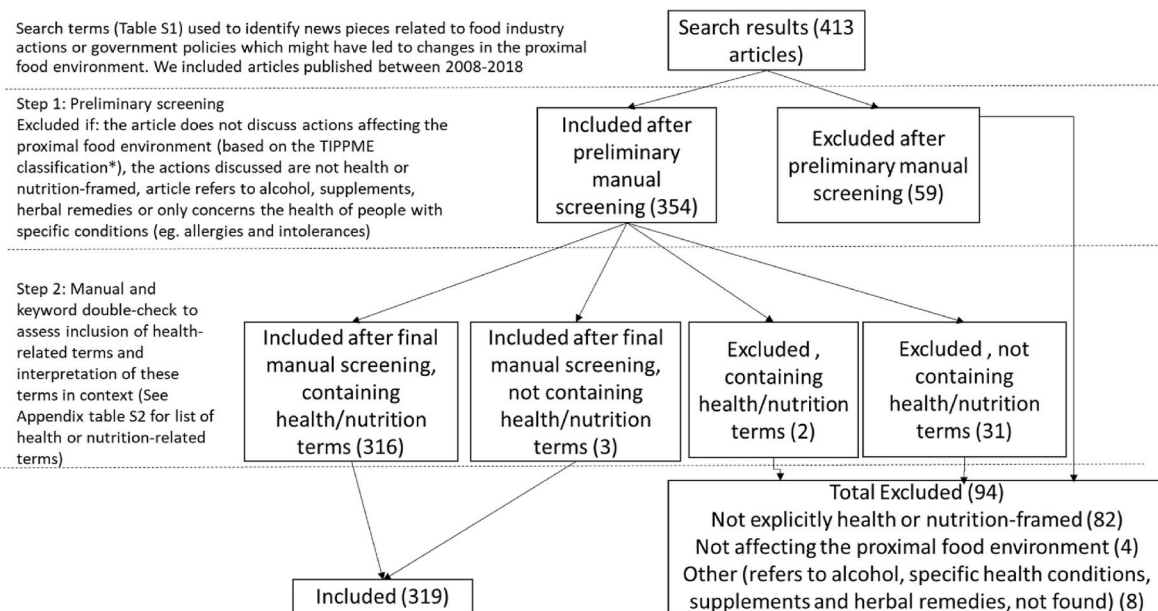 Search terms (Table S1) used to identify news pieces related to food industry
actions or government policies which might have led to changes in the proximal
food environment. We included articles published between 2008-2018
Search results (413
articles)
Step 1: Preliminary screening
Excluded if: the article does not discuss actions affecting the
proximal food environment (based on the TIPPME
classification*), the actions discussed are not health or
nutrition-framed, article refers to alcohol, supplements,
herbal remedies or only concerns the health of people with
specific conditions (eg. allergies and intolerances)
Included after
preliminary
manual
screening (354)
Excluded after
preliminary manual
screening (59)
Step 2: Manual and
keyword double-check to
assess inclusion of health-
related terms and
interpretation of these
terms in context (See
Appendix table S2 for list of
health or nutrition-related
terms)
Included after final
manual screening,
containing
health/nutrition
terms (316)
Included after final
manual screening,
not containing
health/nutrition
terms (3)
Excluded ,
containing
health/nutrition
terms (2)
Excluded , not
containing
health/nutrition
terms (31)
Total Excluded (94)
Not explicitly health or nutrition-framed (82)
Not affecting the proximal food environment (4)
Other (refers to alcohol, specific health conditions,
supplements and herbal remedies, not found) (8)
Included (319)